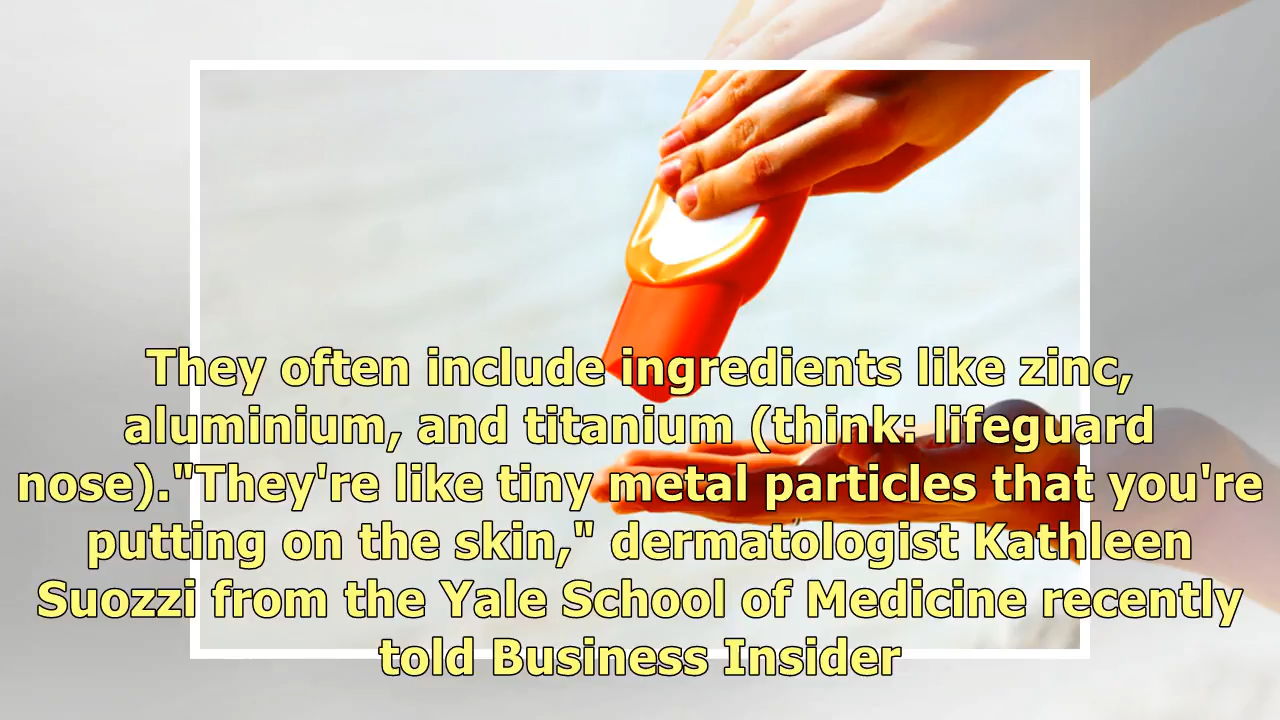 They often include ingredients like zinc,
aluminium, and titanium (think: lifeguard
nose)."They're like tiny metal particles that you're
putting on the skin," dermatologist Kathleen
Suozzi from the Yale School of Medicine recently
told Business Insider